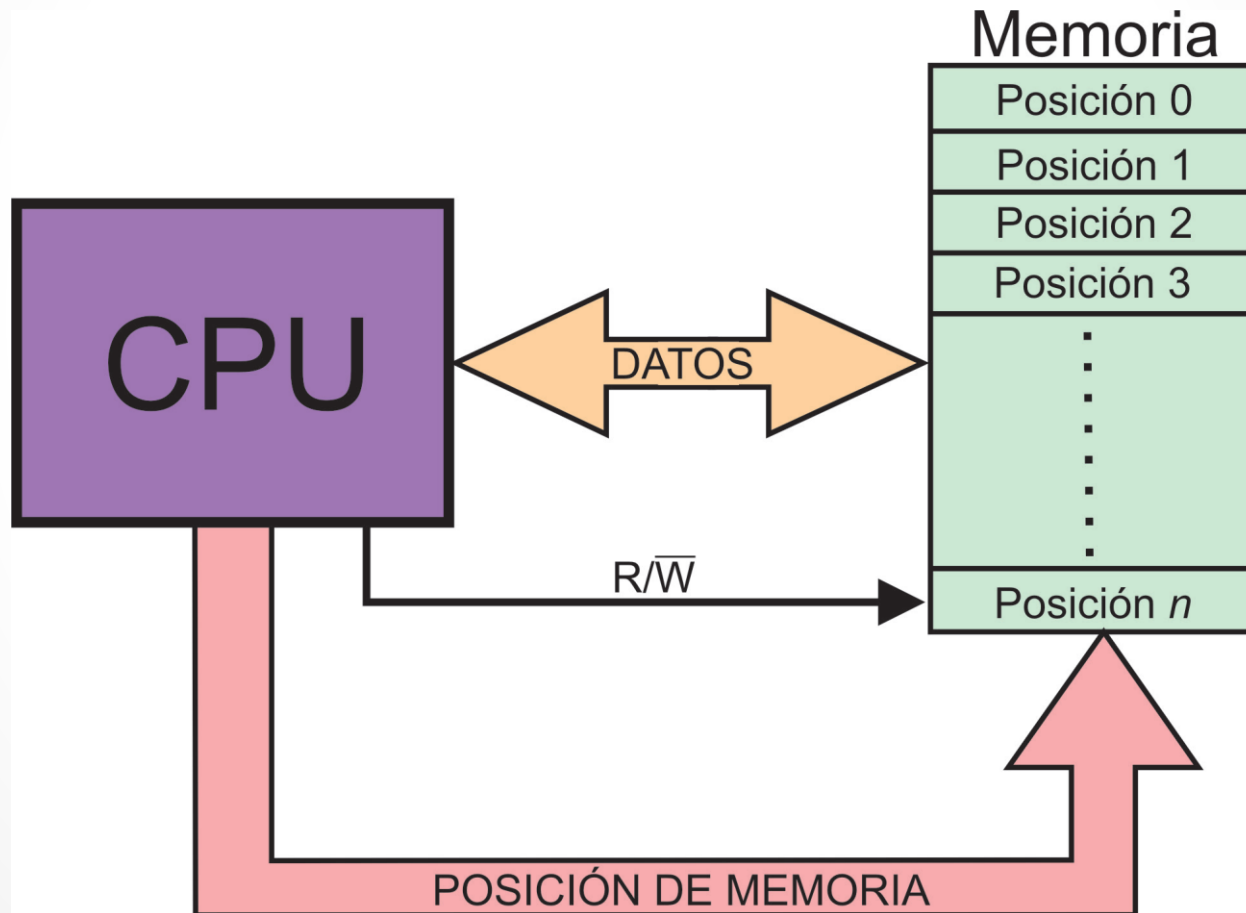 Memoria
Posición 0
Posición 1
Posición 2
Posición 3
CPU
DATOS
R/W̅
Posición n
POSICIÓN DE MEMORIA